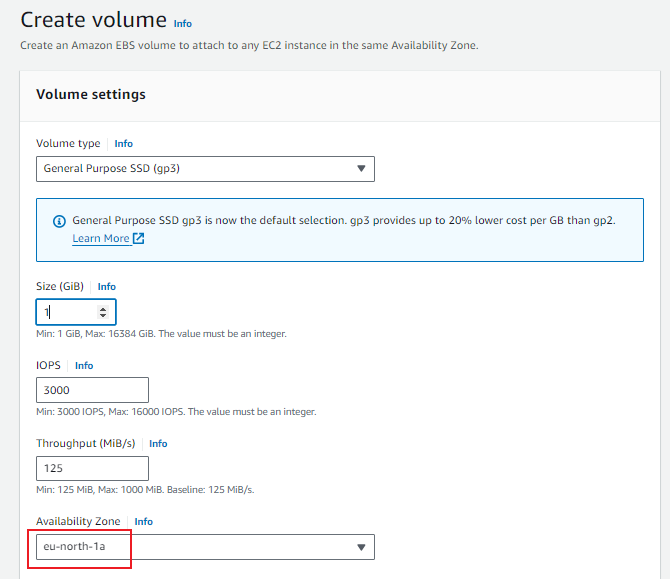 Create volume Info
Create an Amazon EBS volume to attach to any EC2 instance in the same Availability Zone.
Volume settings
Volume type Info
General Purpose SSD (gp3)
General Purpose SSD gp3 is now the default selection. gp3 provides up to 20% lower cost per GB than gp2.
Learn More
Size (GiB) Info
1
Min: 1 GiB, Max: 16384 GiB. The value must be an integer.
IOPS Info
3000
Min: 3000 IOPS, Max: 16000 IOPS. The value must be an integer.
Throughput (MiB/s) Info
125
Min: 125 MiB, Max: 1000 MiB. Baseline: 125 MiB/s.
Availability Zone Info
eu-north-1a